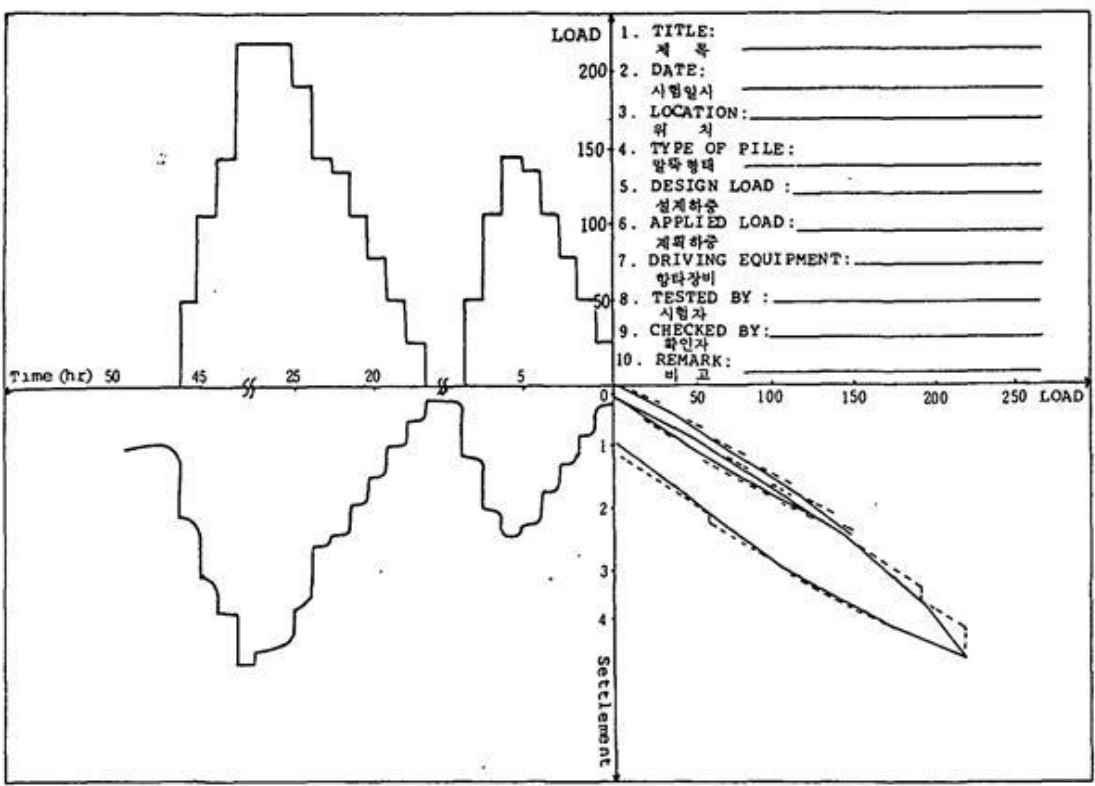 LOAD
200
150
100
50
1. TITLE:
제 목
2. DATE:
시험일시
3. LOCATION:
위 치
4. TYPE OF PILE:
말뚝형태
5. DESIGN LOAD :
설계하중
6. APPLIED LOAD:
계획하중
7. DRIVING EQUIPMENT:
항타장비
8. TESTED BY :
시험자
9. CHECKED BY:
확인자
10. REMARK:
비 고
Time (hr) 50 45 25 20 5
0 50 100 150 200 250 LOAD
1
2
3
4
Settlement